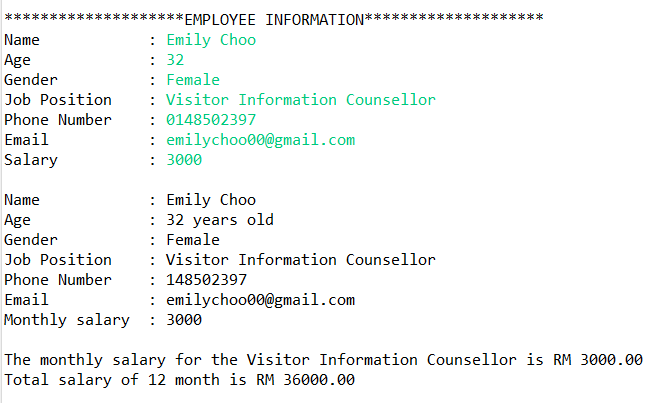 ********************EMPLOYEE INFORMATION********************
Name            : Emily Choo
Age             : 32
Gender          : Female
Job Position    : Visitor Information Counsellor
Phone Number    : 0148502397
Email           : emilychoo00@gmail.com
Salary          : 3000
Name            : Emily Choo
Age             : 32 years old
Gender          : Female
Job Position    : Visitor Information Counsellor
Phone Number    : 148502397
Email           : emilychoo00@gmail.com
Monthly salary  : 3000
The monthly salary for the Visitor Information Counsellor is RM 3000.00
Total salary of 12 month is RM 36000.00